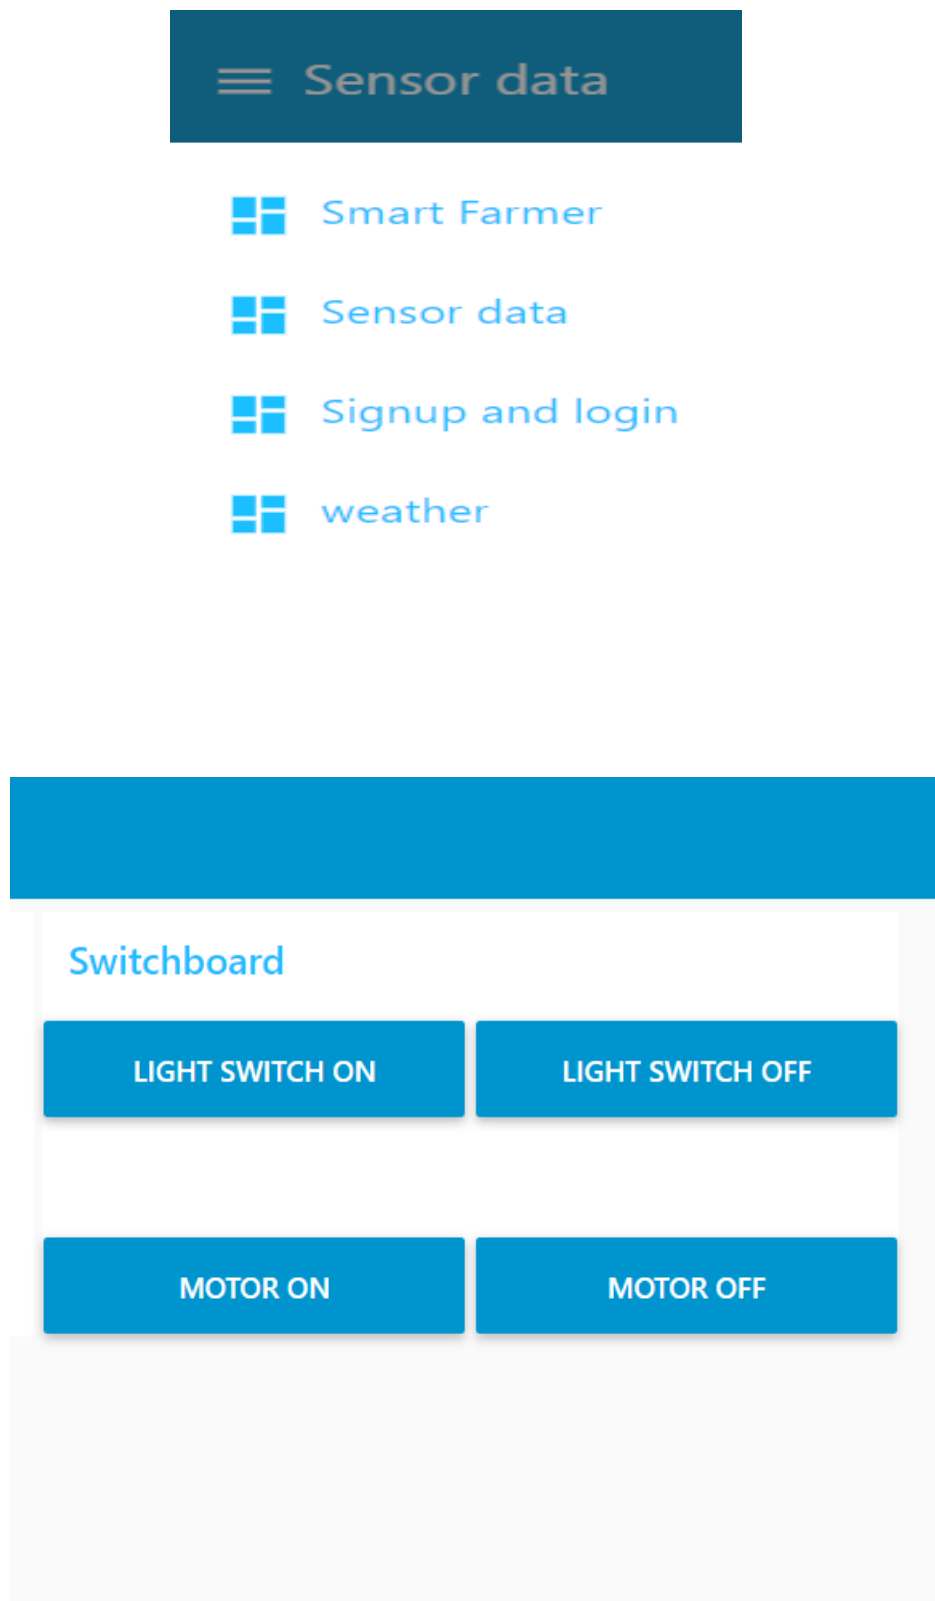 Sensor data
Smart Farmer
Sensor data
Signup and login
weather
Switchboard
LIGHT SWITCH ON LIGHT SWITCH OFF
MOTOR ON MOTOR OFF